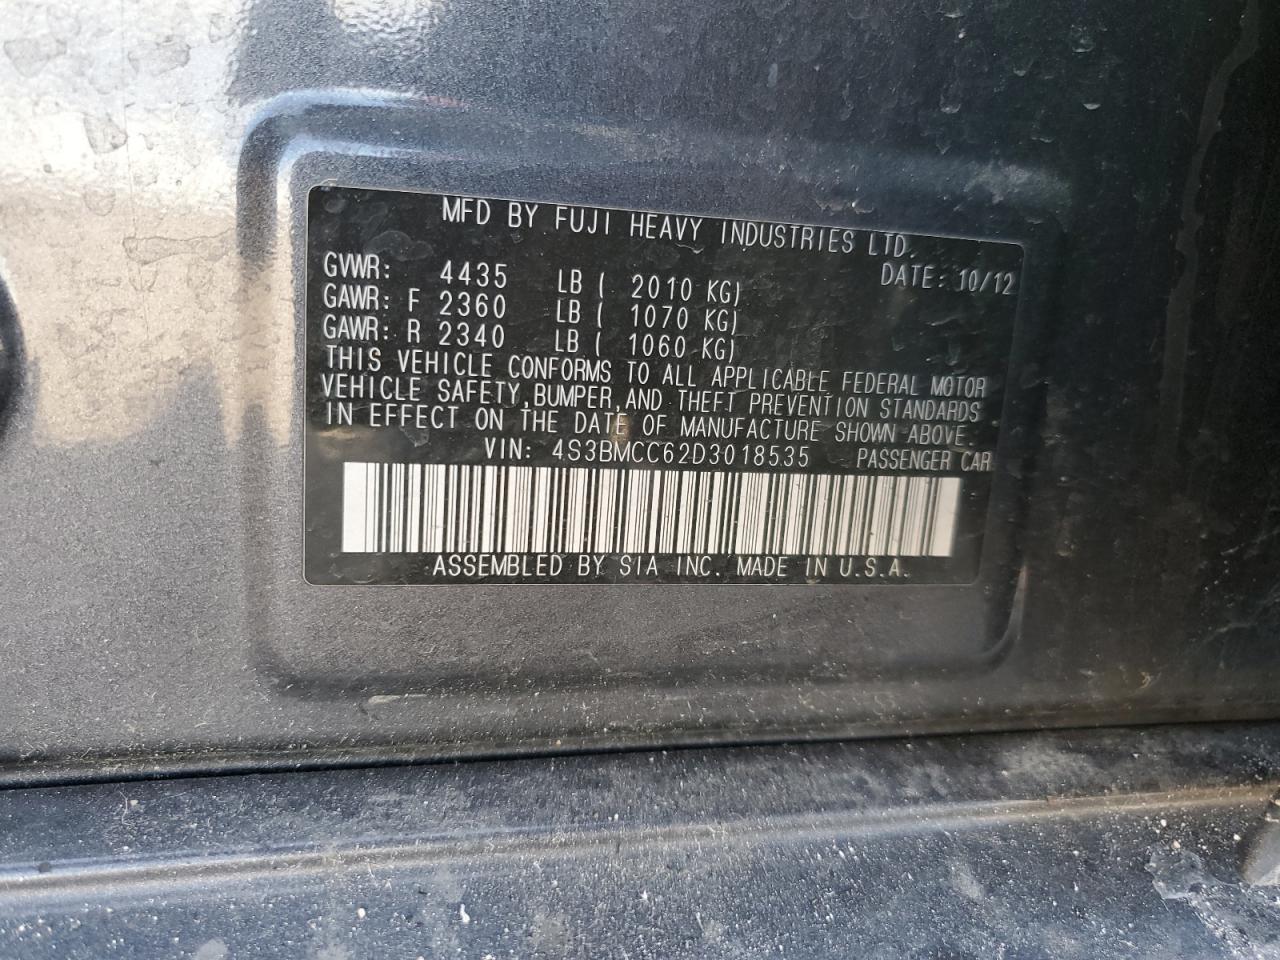 MFD BY FUJI HEAVY INDUSTRIES LTD.
DATE: 10/12
GVWR: 4435 LB ( 2010 KG)
GAWR: F 2360 LB ( 1070 KG)
GAWR: R 2340 LB ( 1060 KG)
THIS VEHICLE CONFORMS TO ALL APPLICABLE FEDERAL MOTOR
VEHICLE SAFETY, BUMPER, AND THEFT PREVENTION STANDARDS
IN EFFECT ON THE DATE OF MANUFACTURE SHOWN ABOVE.
VIN: 4S3BMCC62D3018535 PASSENGER CAR
ASSEMBLED BY SIA INC. MADE IN U.S.A.